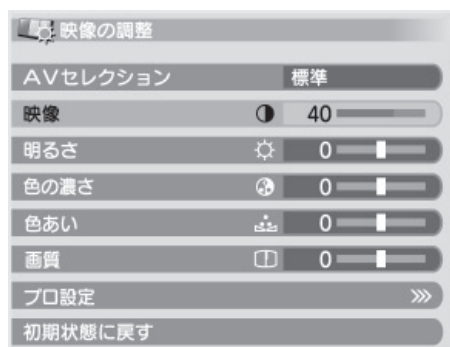 映像の調整
AVセレクション 標準
映像 40
明るさ 0
色の濃さ 0
色あい 0
画質 0
プロ設定
初期状態に戻す